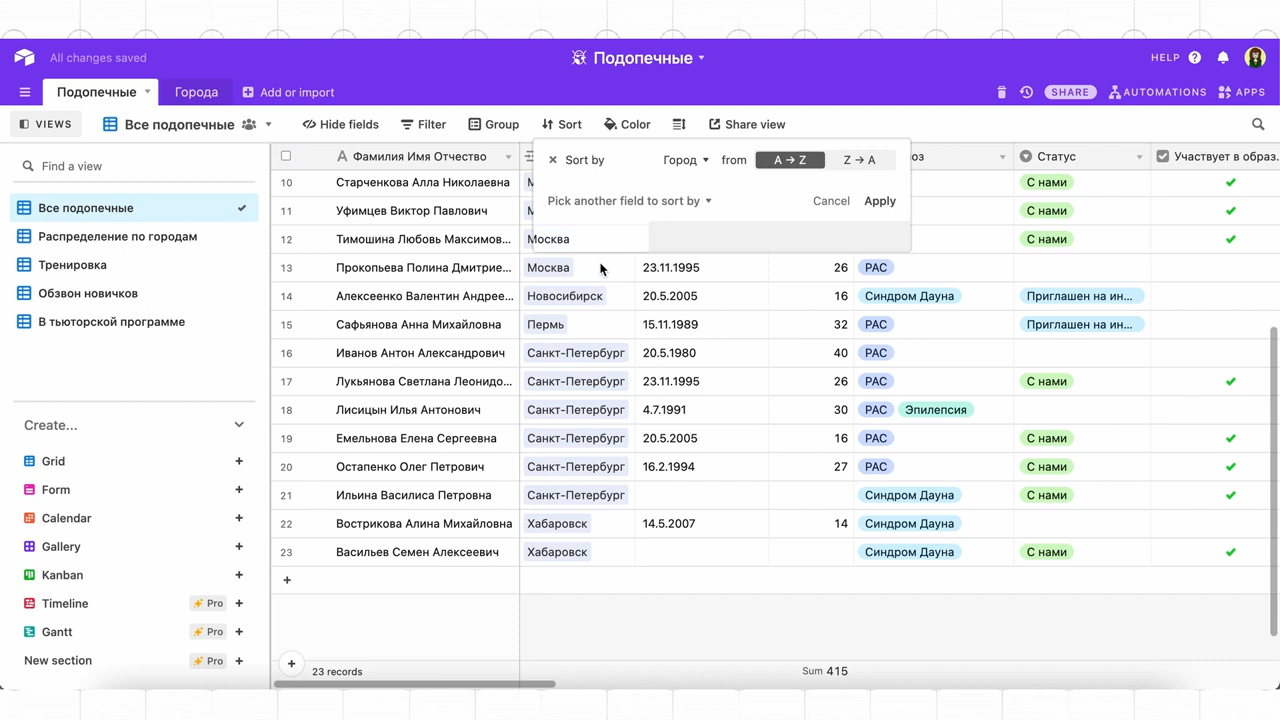 All changes saved
Подопечные
HELP
Подопечные
Города
Add or import
SHARE
AUTOMATIONS
APPS
VIEWS
Все подопечные
Hide fields
Filter
Group
Sort
Color
Share view
Find a view
Все подопечные
Распределение по городам
Тренировка
Обзвон новичков
В тьюторской программе
Create...
Grid
Form
Calendar
Gallery
Kanban
Timeline Pro
Gantt Pro
New section Pro
Sort by Город from A → Z Z → A
Pick another field to sort by Cancel Apply
Фамилия Имя Отчество Статус Участвует в образ.
10 Старченкова Алла Николаевна С нами
11 Уфимцев Виктор Павлович С нами
12 Тимошина Любовь Максимов... Москва С нами
13 Прокопьева Полина Дмитрие... Москва 23.11.1995 26 РАС
14 Алексеенко Валентин Андрее... Новосибирск 20.5.2005 16 Синдром Дауна Приглашен на ин...
15 Сафьянова Анна Михайловна Пермь 15.11.1989 32 РАС Приглашен на ин...
16 Иванов Антон Александрович Санкт-Петербург 20.5.1980 40 РАС
17 Лукьянова Светлана Леонидо... Санкт-Петербург 23.11.1995 26 РАС С нами
18 Лисицын Илья Антонович Санкт-Петербург 4.7.1991 30 РАС Эпилепсия
19 Емельнова Елена Сергеевна Санкт-Петербург 20.5.2005 16 РАС С нами
20 Остапенко Олег Петрович Санкт-Петербург 16.2.1994 27 РАС С нами
21 Ильина Василиса Петровна Санкт-Петербург Синдром Дауна С нами
22 Вострикова Алина Михайловна Хабаровск 14.5.2007 14 Синдром Дауна
23 Васильев Семен Алексеевич Хабаровск Синдром Дауна С нами
23 records Sum 415